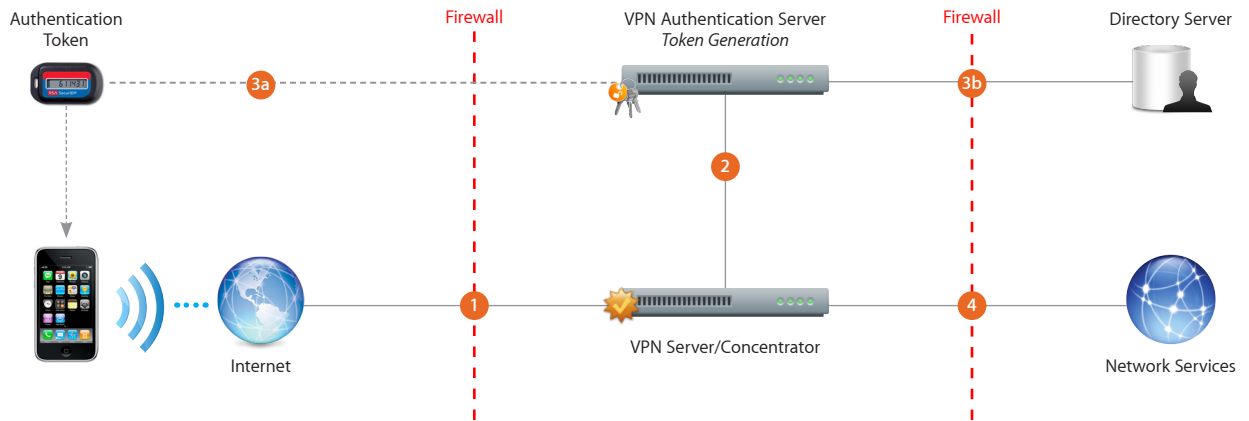 Authentication
Token
Firewall
VPN Authentication Server
Token Generation
Firewall
Directory Server
3a
3b
2
1
4
Internet
VPN Server/Concentrator
Network Services